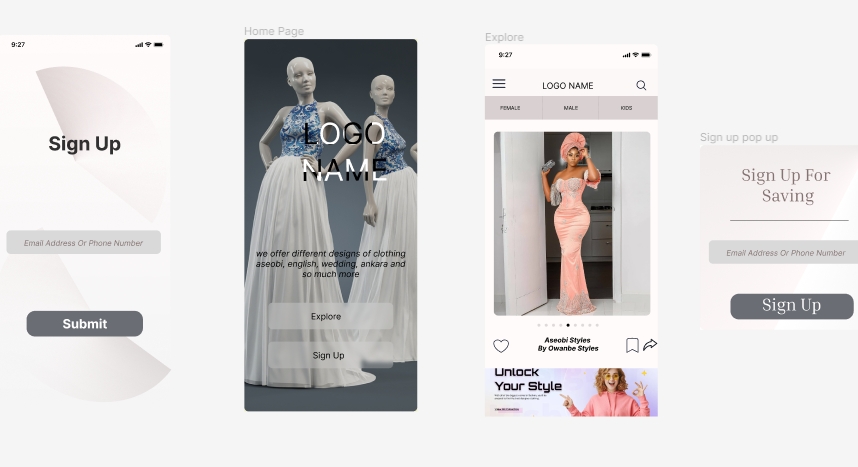 9:27
Sign Up
Email Address Or Phone Number
Submit
Home Page
LOGO
NAME
we offer different designs of clothing
aseobi, english, wedding, ankara and
so much more
Explore
Sign Up
Explore
9:27
LOGO NAME
FEMALE MALE KIDS
Aseobi Styles
By Owanbe Styles
Unlock
Your Style
Sign up pop up
Sign Up For
Saving
Email Address Or Phone Number
Sign Up